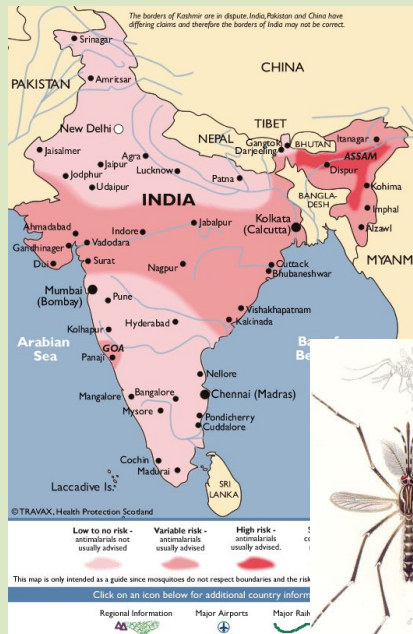 The borders of Kashmir are in dispute, India, Pakistan and China have
differing claims and therefore the borders of India may not be correct.
Srinagar
CHINA
PAKISTAN
Amritsar
TIBET
New Delhi
NEPAL
Gangtok
BHUTAN
Itanagar
Darjeeling
ASSAM
Jaisalmer
Agra
Jaipur
Lucknow
Dispur
Jodphur
Patna
Kohima
Udaipur
BANGLA-
DESH
INDIA
Imphal
Ahmadabad
Jabalpur
Kolkata
(Calcutta)
Aizawl
Indore
Gandhinager
Vadodara
MYANM
Diu
Surat
Nagpur
Cuttack
Bhubaneshwar
Mumbai
(Bombay)
Pune
Vishakhapatnam
Hyderabad
Kakinada
Kolhapur
Arabian
Sea
GOA
Panaji
Nellore
Mangalore
Bangalore
Chennai (Madras)
Mysore
Pondicherry
Cuddalore
Cochin
Madurai
Laccadive Is.
SRI
LANKA
© TRAVAX, Health Protection Scotland
Low to no risk -
antimalarials not
usually advised
Variable risk -
antimalarials
usually advised
High risk -
antimalarials
usually advised.
This map is only intended as a guide since mosquitoes do not respect boundaries and the risk
Click on an icon below for additional country inform
Regional Information
Major Airports
Major Railw